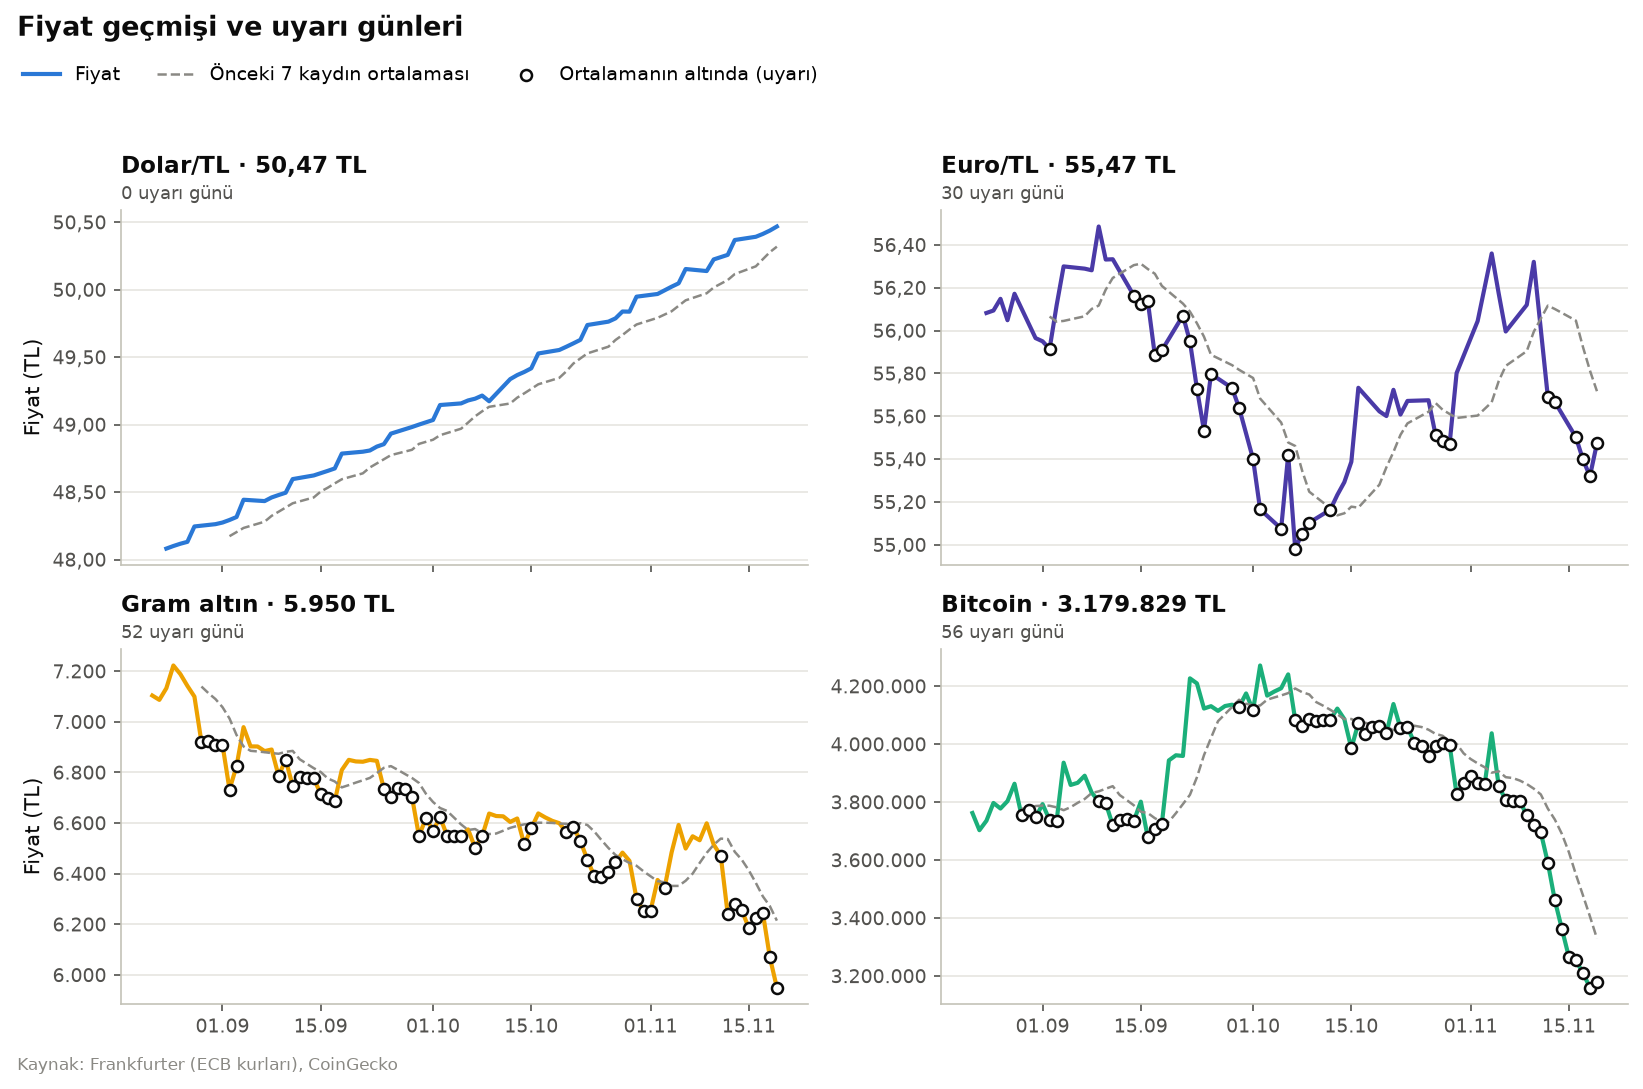 Fiyat geçmişi ve uyarı günleri
Fiyat
Önceki 7 kaydın ortalaması
Ortalamanın altında (uyarı)
Dolar/TL · 50,47 TL
0 uyarı günü
50,50
50,00
49,50
49,00
48,50
48,00
Fiyat (TL)
Euro/TL · 55,47 TL
30 uyarı günü
56,40
56,20
56,00
55,80
55,60
55,40
55,20
55,00
Gram altın · 5.950 TL
52 uyarı günü
7.200
7.000
6.800
6.600
6.400
6.200
6.000
Fiyat (TL)
01.09
15.09
01.10
15.10
01.11
15.11
Bitcoin · 3.179.829 TL
56 uyarı günü
4.200.000
4.000.000
3.800.000
3.600.000
3.400.000
3.200.000
01.09
15.09
01.10
15.10
01.11
15.11
Kaynak: Frankfurter (ECB kurları), CoinGecko